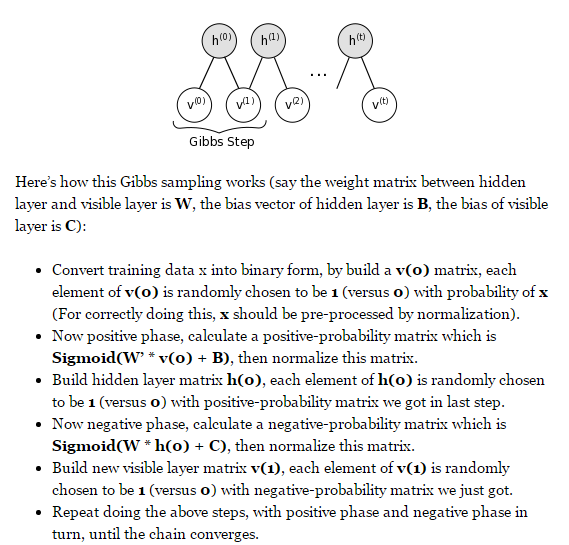 h(0) h(1) h(t)
...
v(0) v(1) v(2) v(t)
Gibbs Step
Here’s how this Gibbs sampling works (say the weight matrix between hidden
layer and visible layer is W, the bias vector of hidden layer is B, the bias of visible
layer is C):
• Convert training data x into binary form, by build a v(0) matrix, each
element of v(0) is randomly chosen to be 1 (versus 0) with probability of x
(For correctly doing this, x should be pre-processed by normalization).
• Now positive phase, calculate a positive-probability matrix which is
Sigmoid(W’ * v(0) + B), then normalize this matrix.
• Build hidden layer matrix h(0), each element of h(0) is randomly chosen
to be 1 (versus 0) with positive-probability matrix we got in last step.
• Now negative phase, calculate a negative-probability matrix which is
Sigmoid(W * h(0) + C), then normalize this matrix.
• Build new visible layer matrix v(1), each element of v(1) is randomly
chosen to be 1 (versus 0) with negative-probability matrix we just got.
• Repeat doing the above steps, with positive phase and negative phase in
turn, until the chain converges.